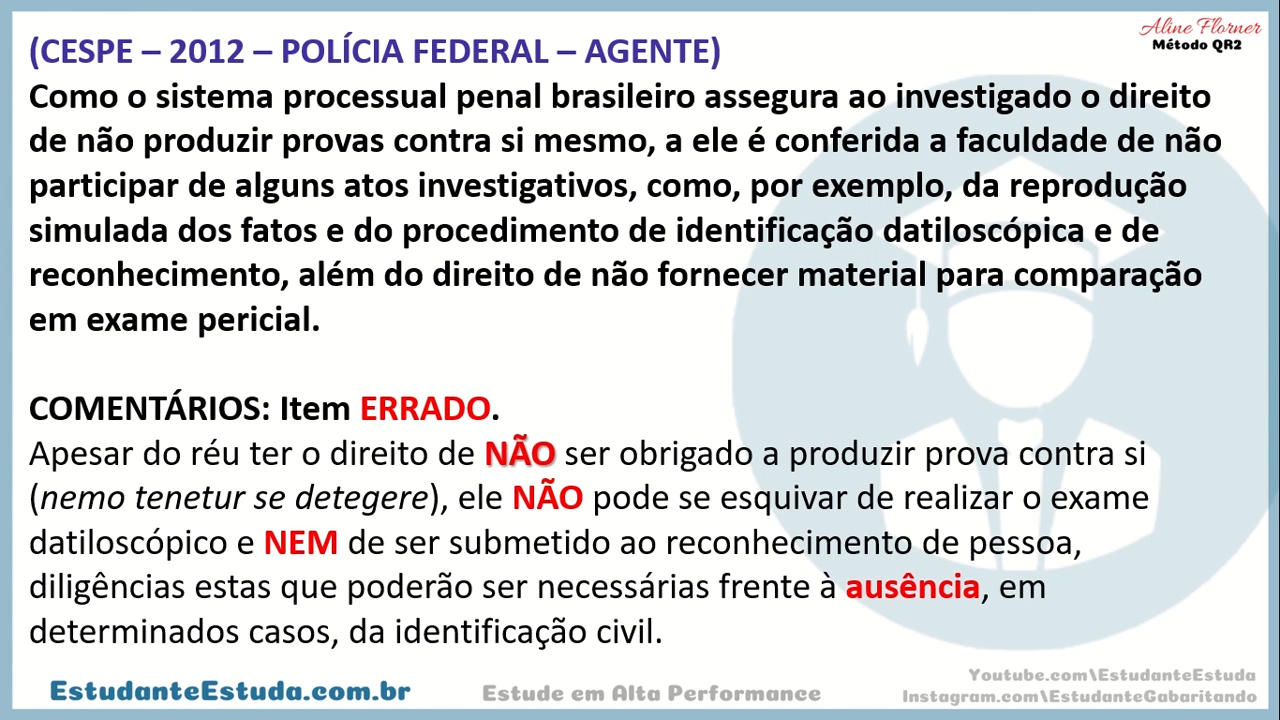 Aline Florner
Método QR2
(CESPE – 2012 – POLÍCIA FEDERAL – AGENTE)
Como o sistema processual penal brasileiro assegura ao investigado o direito
de não produzir provas contra si mesmo, a ele é conferida a faculdade de não
participar de alguns atos investigativos, como, por exemplo, da reprodução
simulada dos fatos e do procedimento de identificação datiloscópica e de
reconhecimento, além do direito de não fornecer material para comparação
em exame pericial.
COMENTÁRIOS: Item ERRADO.
Apesar do réu ter o direito de NÃO ser obrigado a produzir prova contra si
(nemo tenetur se detegere), ele NÃO pode se esquivar de realizar o exame
datiloscópico e NEM de ser submetido ao reconhecimento de pessoa,
diligências estas que poderão ser necessárias frente à ausência, em
determinados casos, da identificação civil.
EstudanteEstuda.com.br
Estude em Alta Performance
Youtube.com\EstudanteEstuda
Instagram.com\EstudanteGabaritando